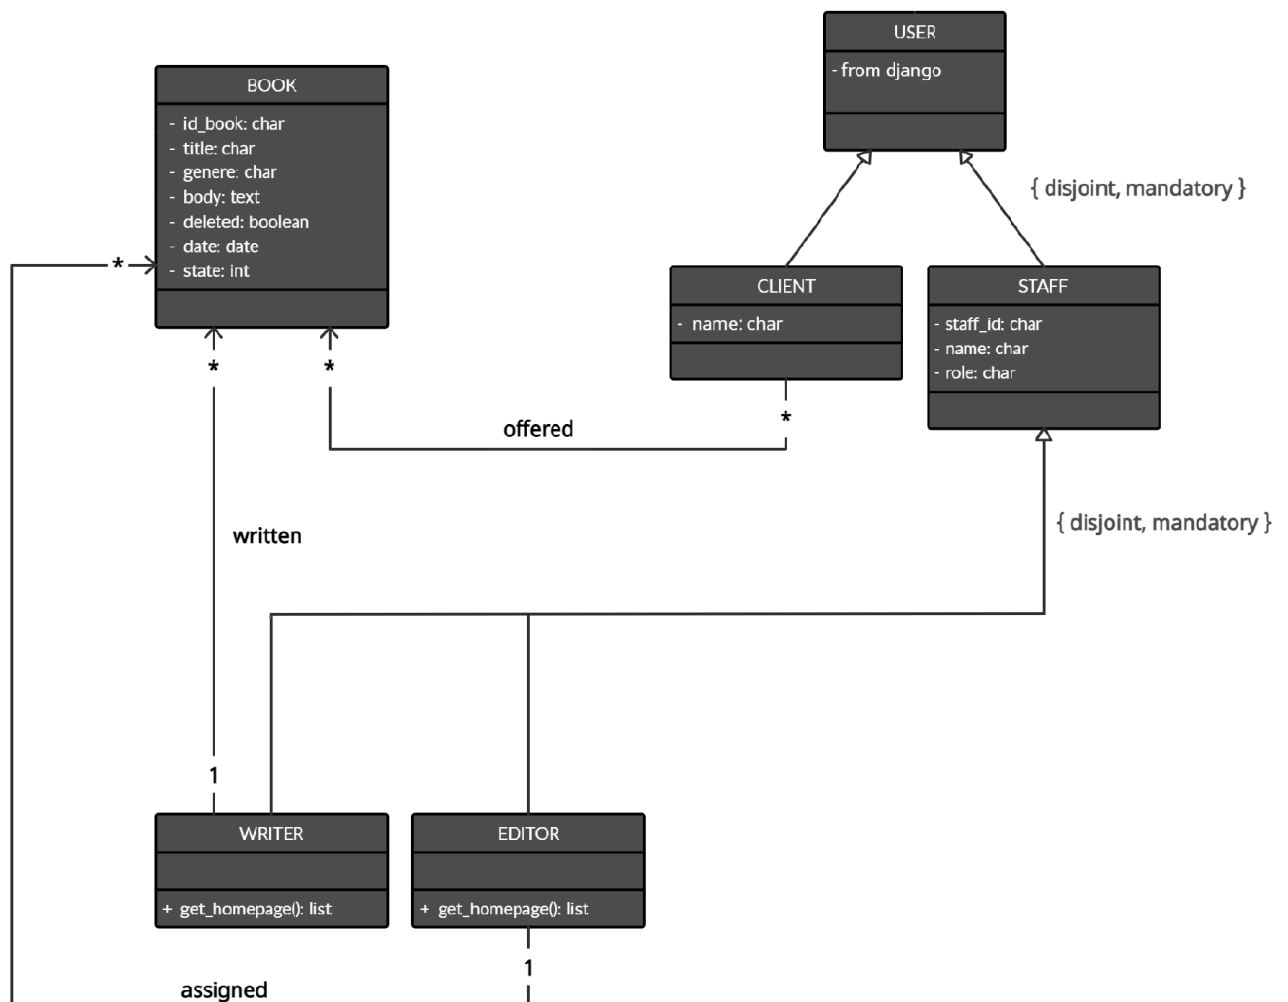 USER
- from django
BOOK
- id_book: char
- title: char
- genere: char
- body: text
- deleted: boolean
- date: date
- state: int
{ disjoint, mandatory }
*
CLIENT
- name: char
STAFF
- staff_id: char
- name: char
- role: char
*
*
*
offered
written
{ disjoint, mandatory }
1
WRITER
+ get_homepage(): list
EDITOR
+ get_homepage(): list
1
assigned